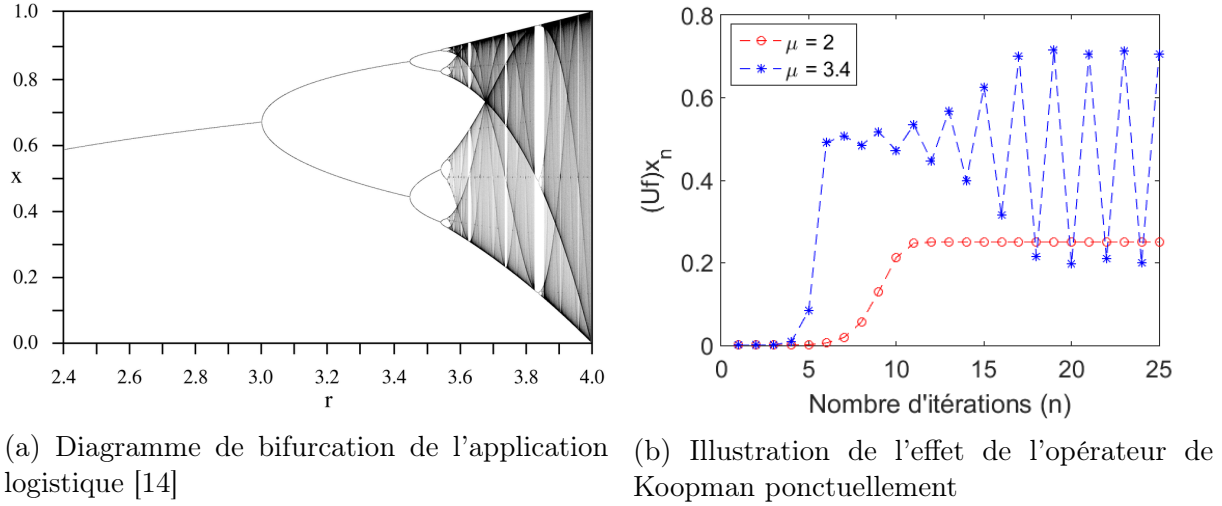 1.0
0.8
0.6
x
0.4
0.2
0.0
2.4 2.6 2.8 3.0 3.2 3.4 3.6 3.8 4.0
r
(a) Diagramme de bifurcation de l'application
logistique [14]
0.8
0.6
0.4
0.2
0
(Uf)x_n
μ = 2
μ = 3.4
0 5 10 15 20 25
Nombre d'itérations (n)
(b) Illustration de l'effet de l'opérateur de
Koopman ponctuellement